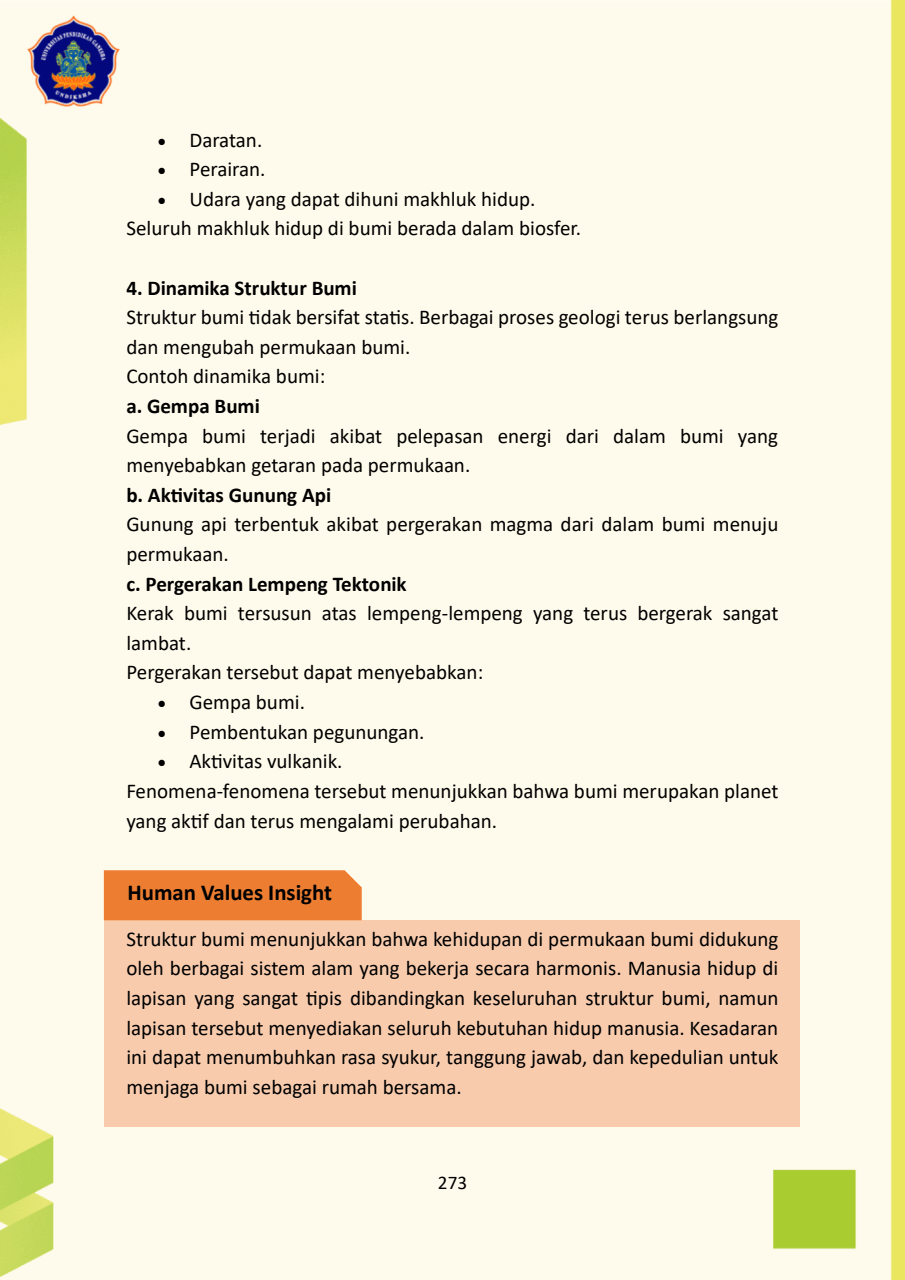 UNIVERSITAS PENDIDIKAN GANESHA
UNDIKSHA
• Daratan.
• Perairan.
• Udara yang dapat dihuni makhluk hidup.
Seluruh makhluk hidup di bumi berada dalam biosfer.
4. Dinamika Struktur Bumi
Struktur bumi tidak bersifat statis. Berbagai proses geologi terus berlangsung
dan mengubah permukaan bumi.
Contoh dinamika bumi:
a. Gempa Bumi
Gempa bumi terjadi akibat pelepasan energi dari dalam bumi yang
menyebabkan getaran pada permukaan.
b. Aktivitas Gunung Api
Gunung api terbentuk akibat pergerakan magma dari dalam bumi menuju
permukaan.
c. Pergerakan Lempeng Tektonik
Kerak bumi tersusun atas lempeng-lempeng yang terus bergerak sangat
lambat.
Pergerakan tersebut dapat menyebabkan:
• Gempa bumi.
• Pembentukan pegunungan.
• Aktivitas vulkanik.
Fenomena-fenomena tersebut menunjukkan bahwa bumi merupakan planet
yang aktif dan terus mengalami perubahan.
Human Values Insight
Struktur bumi menunjukkan bahwa kehidupan di permukaan bumi didukung
oleh berbagai sistem alam yang bekerja secara harmonis. Manusia hidup di
lapisan yang sangat tipis dibandingkan keseluruhan struktur bumi, namun
lapisan tersebut menyediakan seluruh kebutuhan hidup manusia. Kesadaran
ini dapat menumbuhkan rasa syukur, tanggung jawab, dan kepedulian untuk
menjaga bumi sebagai rumah bersama.
273